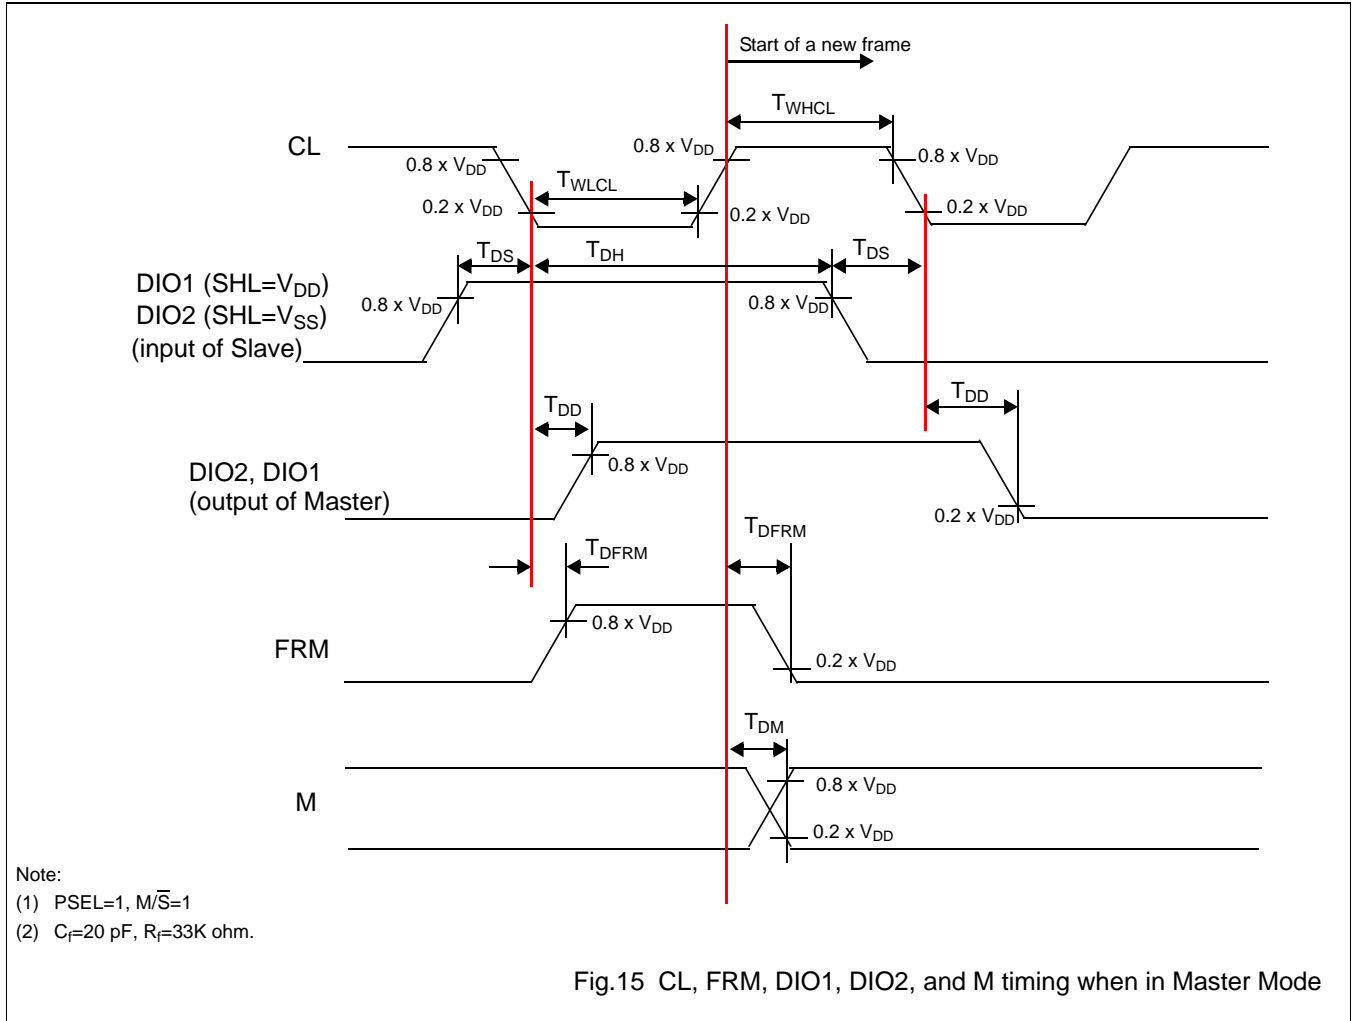 Start of a new frame
TWHCL
CL
0.8 x VDD
0.8 x VDD
0.8 x VDD
TWLCL
0.2 x VDD
0.2 x VDD
0.2 x VDD
TDS
TDH
TDS
DIO1 (SHL=VDD)
DIO2 (SHL=VSS)
(input of Slave)
0.8 x VDD
0.8 x VDD
TDD
TDD
DIO2, DIO1
(output of Master)
0.8 x VDD
0.2 x VDD
TDFRM
TDFRM
FRM
0.8 x VDD
0.2 x VDD
TDM
M
0.8 x VDD
0.2 x VDD
Note:
(1) PSEL=1, M/S̅=1
(2) Cf=20 pF, Rf=33K ohm.
Fig.15 CL, FRM, DIO1, DIO2, and M timing when in Master Mode